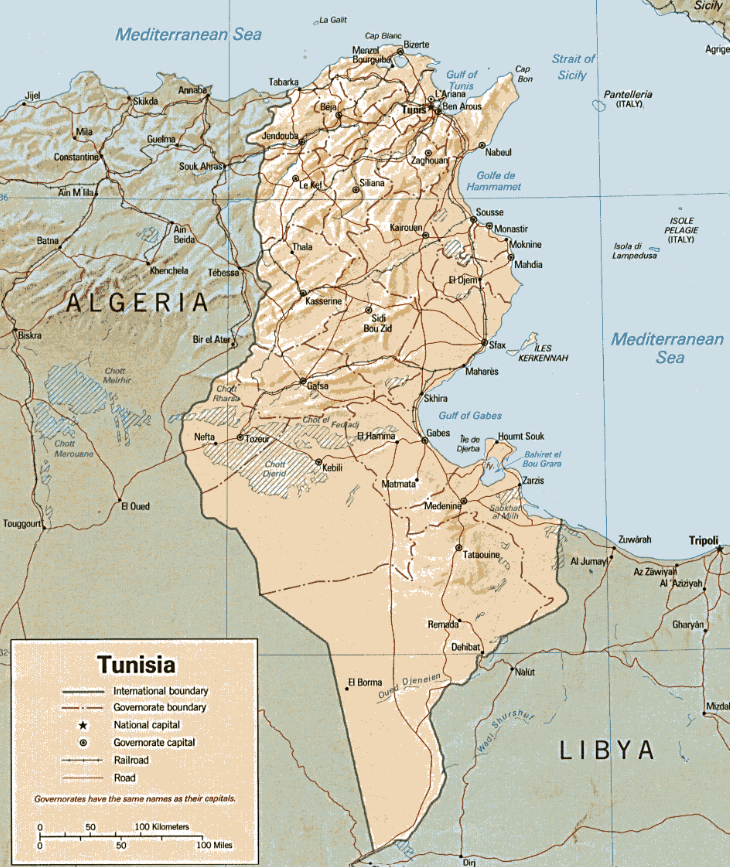 La Galit
Sicily
Mediterranean Sea
Cap Blanc
Bizerte
Menzel
Bourguiba
Agrige
Strait of
Sicily
Cap
Bon
Gulf of
Tunis
Tabarka
Jijel
Skikda
Annaba
L'Ariana
Pantelleria
(ITALY)
Béja
Tunis
Ben Arous
Mila
Guelma
Jendouba
Constantine
Souk Ahras
Zaghouan
Nabeul
Golfe de
Hammamet
Le Kef
Siliana
Aïn M'lila
36
Sousse
ISOLE
PELAGIE
(ITALY)
Aïn
Beida
Kairouan
Monastir
Moknine
Batna
Thala
Isola di
Lampedusa
Mahdia
Khenchela
Tébessa
El Djem
ALGERIA
Kasserine
Sidi
Bou Zid
Biskra
Bir el Ater
Sfax
ÎLES
KERKENNAH
Mediterranean
Sea
Chott
Melrhir
Maharès
Chott
Rharsa
Gafsa
Skhira
Gulf of Gabes
Chott el Fedjadj
Chott
Merouane
Nefta
Tozeur
El Hamma
Gabes
Île de
Djerba
Houmt Souk
Bahiret el
Bou Grara
Chott
Djerid
Kebili
Matmata
Zarzis
El Oued
Medenine
Sabkhat
al Milh
Touggourt
Zuwārah
Tripoli
Tataouine
Al Jumayl
Az Zāwiyah
Al 'Azīzīyah
Remada
Gharyān
32
Dehibat
Nālūt
El Borma
Oued Djeneien
Mizdah
Wadi Shurshuf
LIBYA
Dirj
Tunisia
International boundary
Governorate boundary
National capital
Governorate capital
Railroad
Road
Governorates have the same names as their capitals.
0 50 100 Kilometers
0 50 100 Miles